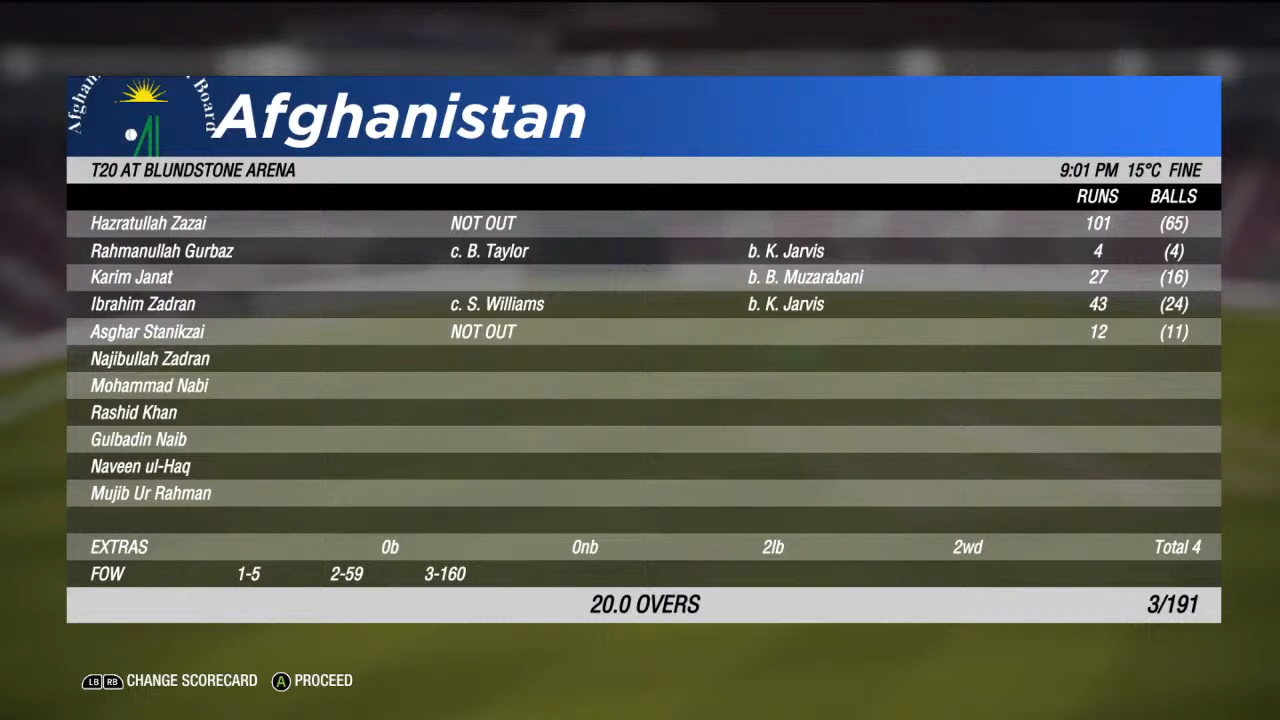 Afghan Board
Afghanistan
T20 AT BLUNDSTONE ARENA 9:01 PM 15°C FINE
RUNS BALLS
Hazratullah Zazai NOT OUT 101 (65)
Rahmanullah Gurbaz c. B. Taylor b. K. Jarvis 4 (4)
Karim Janat b. B. Muzarabani 27 (16)
Ibrahim Zadran c. S. Williams b. K. Jarvis 43 (24)
Asghar Stanikzai NOT OUT 12 (11)
Najibullah Zadran
Mohammad Nabi
Rashid Khan
Gulbadin Naib
Naveen ul-Haq
Mujib Ur Rahman
EXTRAS 0b 0nb 2lb 2wd Total 4
FOW 1-5 2-59 3-160
20.0 OVERS 3/191
LB RB CHANGE SCORECARD A PROCEED